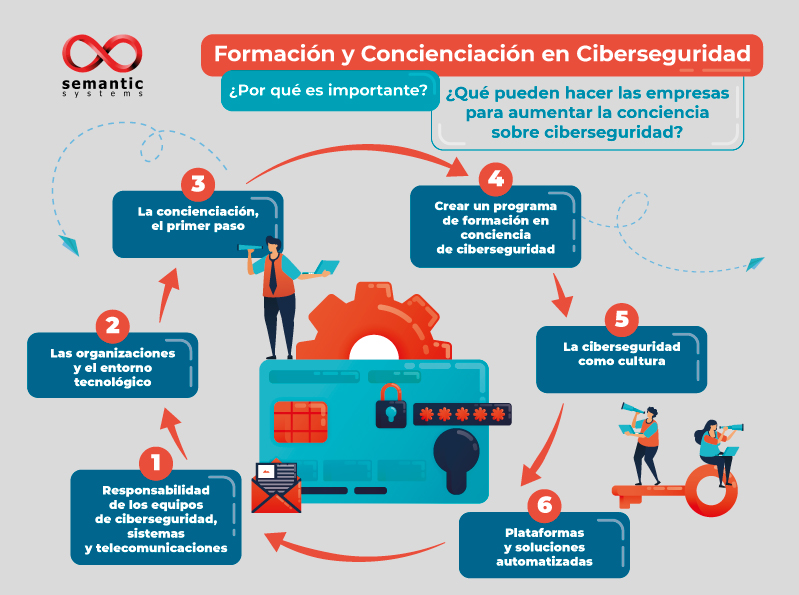 semantic
systems
Formación y Concienciación en Ciberseguridad
¿Por qué es importante?
¿Qué pueden hacer las empresas
para aumentar la conciencia
sobre ciberseguridad?
3
La concienciación,
el primer paso
4
Crear un programa
de formación en
conciencia
de ciberseguridad
2
Las organizaciones
y el entorno
tecnológico
5
La ciberseguridad
como cultura
1
Responsabilidad
de los equipos
de ciberseguridad,
sistemas
y telecomunicaciones
6
Plataformas
y soluciones
automatizadas